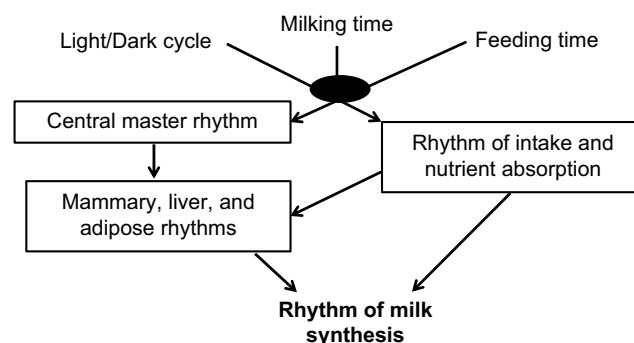 Milking time
Light/Dark cycle
Feeding time
Central master rhythm
Rhythm of intake and
nutrient absorption
Mammary, liver, and
adipose rhythms
Rhythm of milk
synthesis